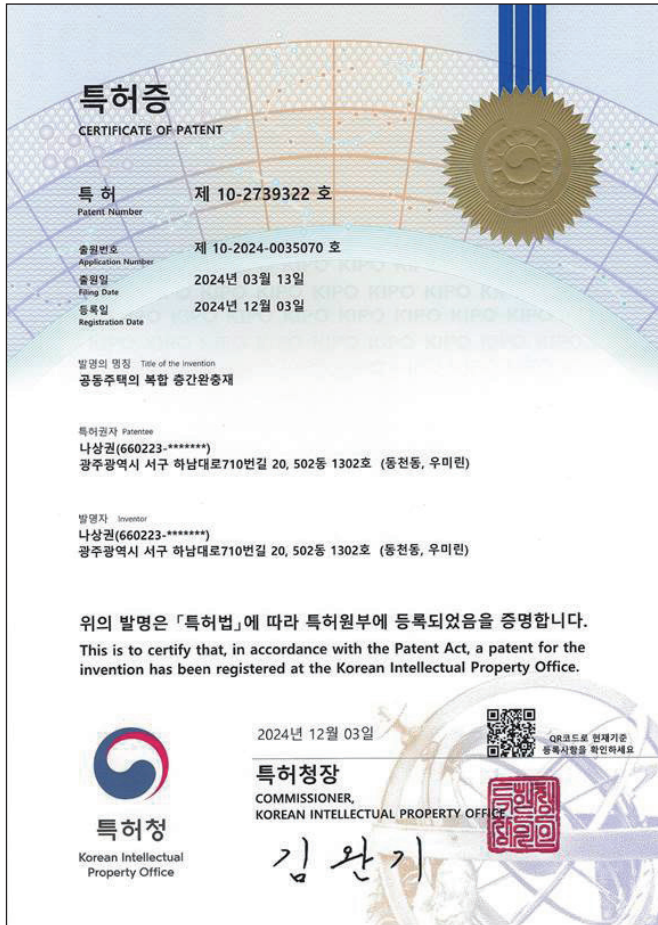 특허증
CERTIFICATE OF PATENT
특 허 제 10-2739322 호
Patent Number
출원번호 제 10-2024-0035070 호
Application Number
출원일 2024년 03월 13일
Filing Date
등록일 2024년 12월 03일
Registration Date
발명의 명칭 Title of the Invention
공동주택의 복합 층간완충재
특허권자 Patentee
나상권(660223-*******)
광주광역시 서구 하남대로710번길 20, 502동 1302호 (동천동, 우미린)
발명자 Inventor
나상권(660223-*******)
광주광역시 서구 하남대로710번길 20, 502동 1302호 (동천동, 우미린)
위의 발명은 「특허법」에 따라 특허원부에 등록되었음을 증명합니다.
This is to certify that, in accordance with the Patent Act, a patent for the
invention has been registered at the Korean Intellectual Property Office.
2024년 12월 03일
QR코드로 현재기준
등록사항을 확인하세요
특허청장
COMMISSIONER,
KOREAN INTELLECTUAL PROPERTY OFFICE
김완기
특허청
Korean Intellectual
Property Office